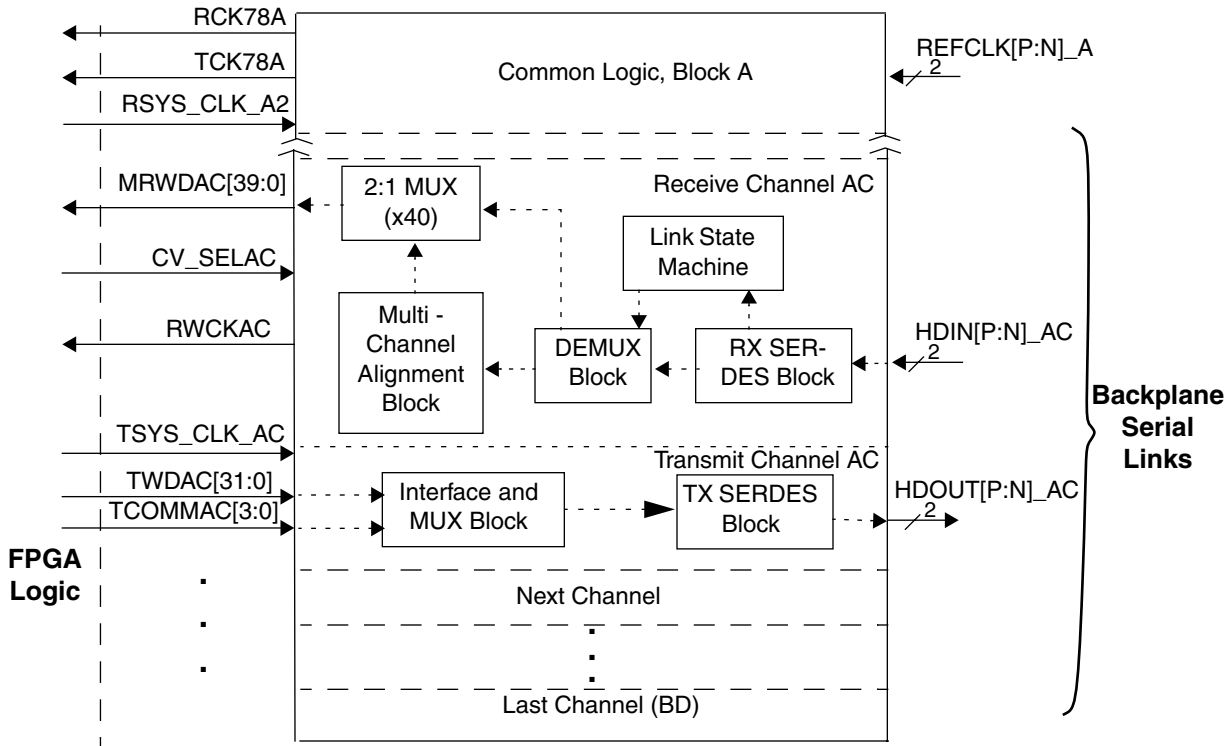 RCK78A
TCK78A
RSYS_CLK_A2
Common Logic, Block A
REFCLK[P:N]_A
2
MRWDAC[39:0]
CV_SELAC
RWCKAC
2:1 MUX
(x40)
Receive Channel AC
Link State
Machine
Multi -
Channel
Alignment
Block
DEMUX
Block
RX SER-
DES Block
HDIN[P:N]_AC
2
Backplane
Serial
Links
TSYS_CLK_AC
TWDAC[31:0]
TCOMMAC[3:0]
Transmit Channel AC
Interface and
MUX Block
TX SERDES
Block
HDOUT[P:N]_AC
2
FPGA
Logic
Next Channel
Last Channel (BD)